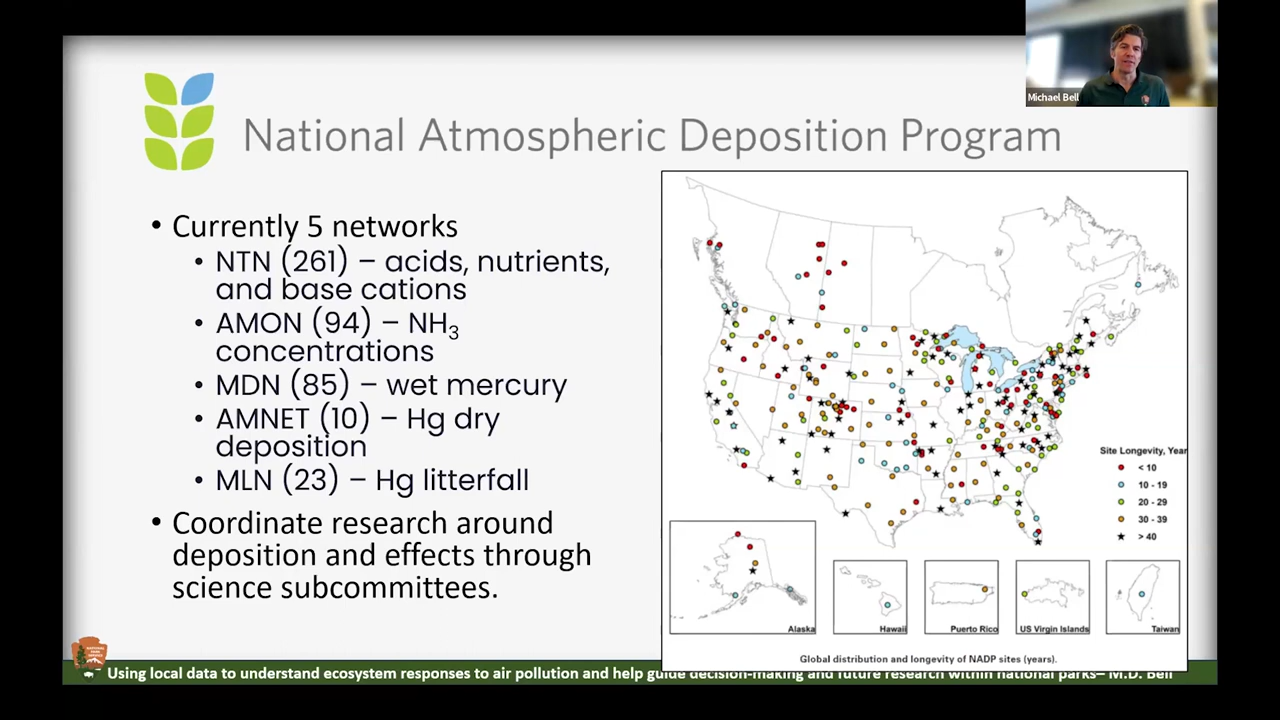 Michael Bell
National Atmospheric Deposition Program
• Currently 5 networks
• NTN (261) – acids, nutrients,
and base cations
• AMON (94) – NH₃
concentrations
• MDN (85) – wet mercury
• AMNET (10) – Hg dry
deposition
• MLN (23) – Hg litterfall
• Coordinate research around
deposition and effects through
science subcommittees.
Site Longevity, Year
< 10
10 - 19
20 - 29
30 - 39
> 40
Alaska
Hawaii
Puerto Rico
US Virgin Islands
Taiwan
Global distribution and longevity of NADP sites (years).
Using local data to understand ecosystem responses to air pollution and help guide decision-making and future research within national parks– M.D. Bell